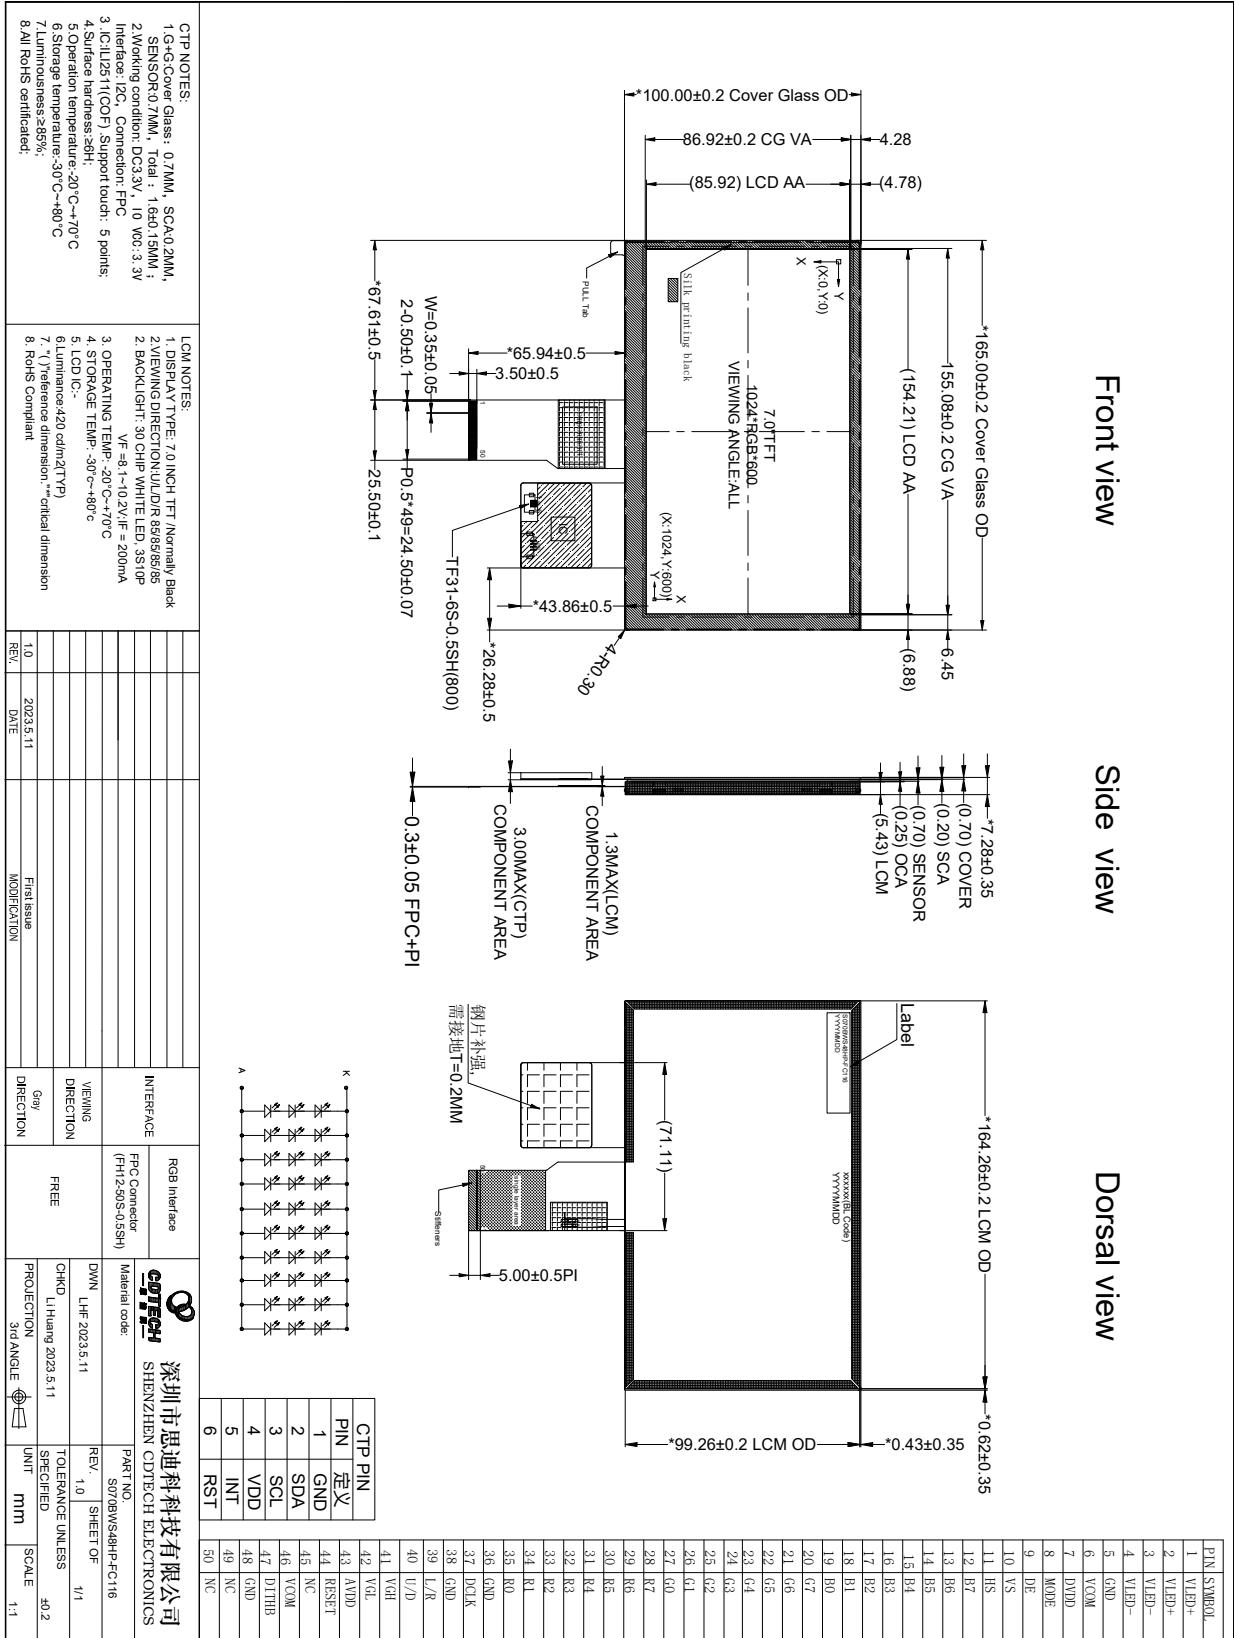 Front view
Side view
Dorsal view
*165.00±0.2 Cover Glass OD
155.08±0.2 CG VA
6.45
(154.21) LCD AA
(6.88)
*100.00±0.2 Cover Glass OD
86.92±0.2 CG VA
4.28
(85.92) LCD AA
(4.78)
Y
(X:0,Y:0)
X
Silk printing black
7.0"TFT
1024*RGB*600
VIEWING ANGLE:ALL
(X:1024,Y:600)
X
Y
PULL Tab
IC
1
50
*65.94±0.5
3.50±0.5
W=0.35±0.05
2-0.50±0.1
P0.5*49=24.50±0.07
*67.61±0.5
25.50±0.1
TF31-6S-0.5SH(800)
*43.86±0.5
*26.28±0.5
4-R0.30
*7.28±0.35
(0.70) COVER
(0.20) SCA
(0.70) SENSOR
(0.25) OCA
(5.43) LCM
1.3MAX(LCM)
COMPONENT AREA
3.00MAX(CTP)
COMPONENT AREA
0.3±0.05 FPC+PI
*164.26±0.2 LCM OD
*0.62±0.35
*99.26±0.2 LCM OD
*0.43±0.35
Label
S070BWS48HP-FC116
YYYYMMDD
XXXXXX(BL Code)
YYYYMMDD
(71.11)
钢片补强,
需接地T=0.2MM
single layer area
Stiffeners
5.00±0.5PI
K
A
CTP PIN
PIN 定义
1 GND
2 SDA
3 SCL
4 VDD
5 INT
6 RST
PIN SYMBOL
1 VLED+
2 VLED+
3 VLED-
4 VLED-
5 GND
6 VCOM
7 DVDD
8 MODE
9 DE
10 VS
11 HS
12 B7
13 B6
14 B5
15 B4
16 B3
17 B2
18 B1
19 B0
20 G7
21 G6
22 G5
23 G4
24 G3
25 G2
26 G1
27 G0
28 R7
29 R6
30 R5
31 R4
32 R3
33 R2
34 R1
35 R0
36 GND
37 DCLK
38 GND
39 L/R
40 U/D
41 VGH
42 VGL
43 AVDD
44 RESET
45 NC
46 VCOM
47 DITHB
48 GND
49 NC
50 NC
CTP NOTES:
1.G+G:Cover Glass: 0.7MM, SCA:0.2MM,
SENSOR:0.7MM, Total: 1.6±0.15MM;
2.Working condition: DC3.3V, IO VCC:3.3V
Interface: I2C, Connection: FPC
3 .IC:ILI2511(COF) .Support touch: 5 points;
4.Surface hardness:≥6H;
5.Operation temperature:-20°C~+70°C
6.Storage temperature:-30°C~+80°C
7.Luminousness:≥85%;
8.All RoHS certificated;
LCM NOTES:
1. DISPLAY TYPE: 7.0 INCH TFT /Normally Black
2.VIEWING DIRECTION:U/L/D/R 85/85/85/85
2. BACKLIGHT: 30 CHIP WHITE LED, 3S10P
VF =8.1~10.2V;IF = 200mA
3. OPERATING TEMP: -20°C~+70°C
4. STORAGE TEMP: -30°c~+80°c
5. LCD IC:-
6.Luminance:420 cd/m2(TYP)
7. "( )"reference dimension,"*"critical dimension
8. RoHS Compliant
1.0 2023.5.11 First issue
REV. DATE MODIFICATION
INTERFACE
RGB Interface
FPC Connector
(FH12-50S-0.5SH)
VIEWING
DIRECTION
FREE
Gray
DIRECTION
CDTECH
深圳市思迪科科技有限公司
SHENZHEN CDTECH ELECTRONICS
Material code:
PART NO.
S070BWS48HP-FC116
DWN LHF 2023.5.11
REV. 1.0
SHEET OF 1/1
CHKD Li Huang 2023.5.11
TOLERANCE UNLESS
SPECIFIED ±0.2
PROJECTION 3rd ANGLE
UNIT mm
SCALE 1:1